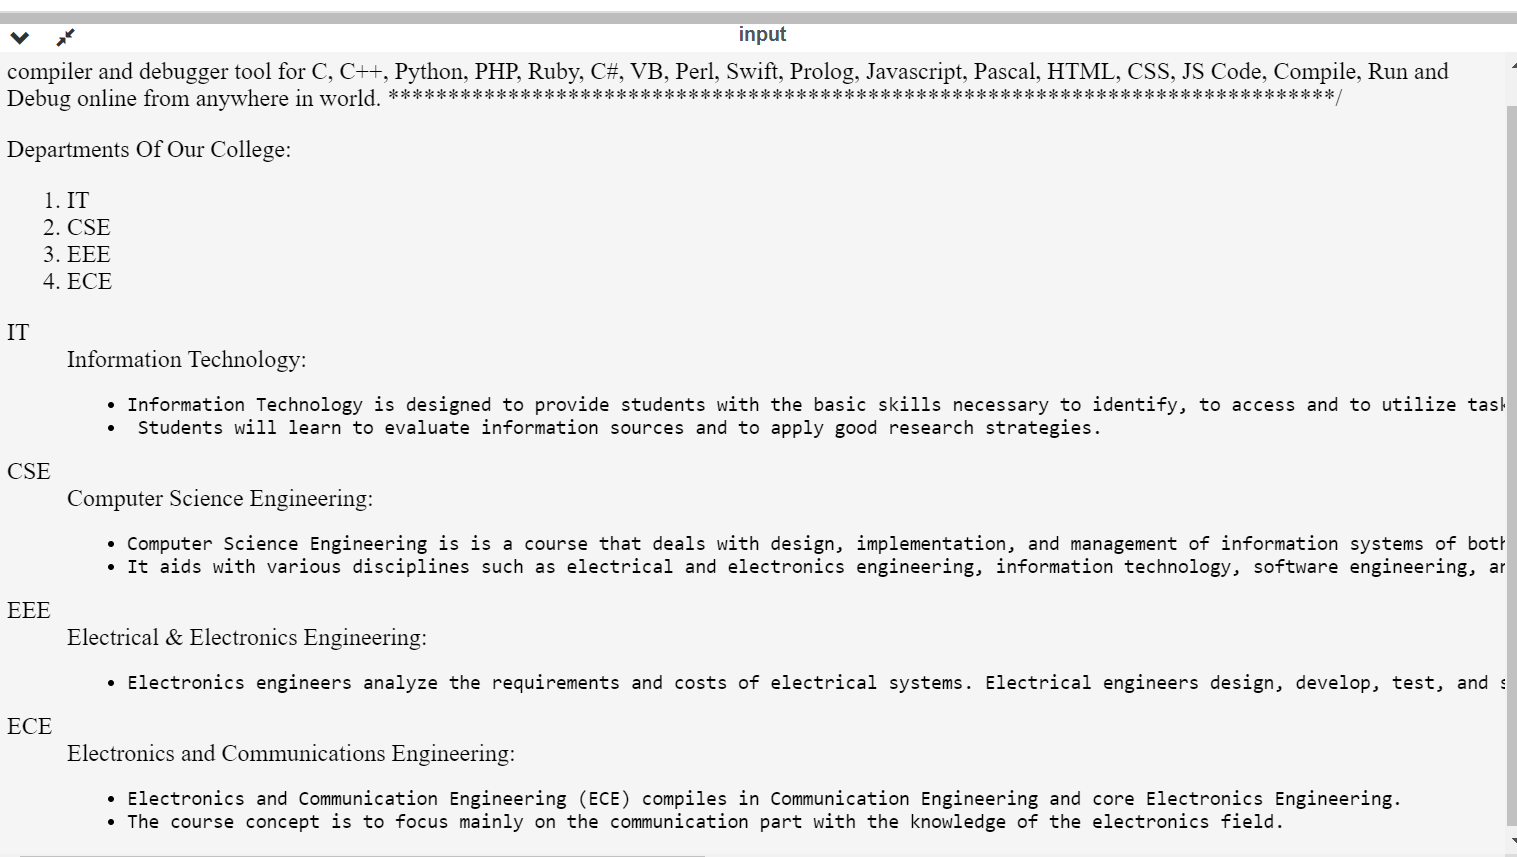 input
compiler and debugger tool for C, C++, Python, PHP, Ruby, C#, VB, Perl, Swift, Prolog, Javascript, Pascal, HTML, CSS, JS Code, Compile, Run and
Debug online from anywhere in world. *******************************************************************************/
Departments Of Our College:
1. IT
2. CSE
3. EEE
4. ECE
IT
Information Technology:
• Information Technology is designed to provide students with the basic skills necessary to identify, to access and to utilize task
• Students will learn to evaluate information sources and to apply good research strategies.
CSE
Computer Science Engineering:
• Computer Science Engineering is is a course that deals with design, implementation, and management of information systems of both
• It aids with various disciplines such as electrical and electronics engineering, information technology, software engineering,
EEE
Electrical & Electronics Engineering:
• Electronics engineers analyze the requirements and costs of electrical systems. Electrical engineers design, develop, test, and
ECE
Electronics and Communications Engineering:
• Electronics and Communication Engineering (ECE) compiles in Communication Engineering and core Electronics Engineering.
• The course concept is to focus mainly on the communication part with the knowledge of the electronics field.